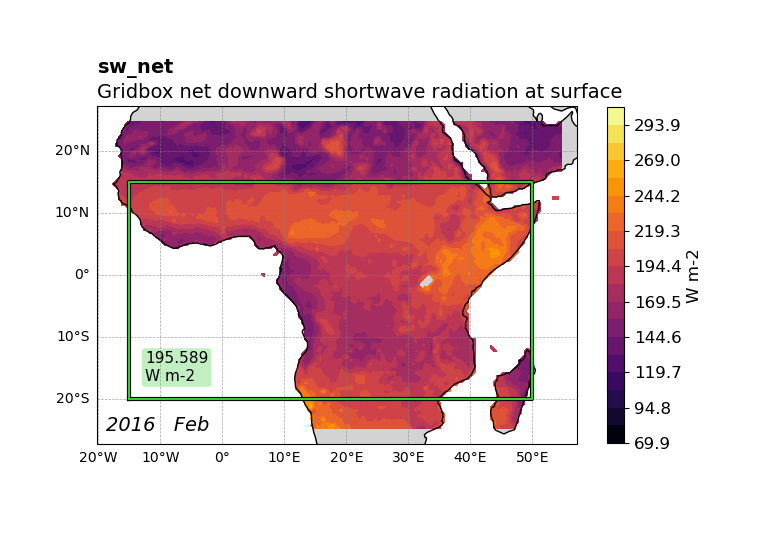 sw_net
Gridbox net downward shortwave radiation at surface
20°N
10°N
0°
10°S
20°S
20°W 10°W 0° 10°E 20°E 30°E 40°E 50°E
195.589
W m-2
2016 Feb
293.9
269.0
244.2
219.3
194.4
169.5
144.6
119.7
94.8
69.9
W m-2